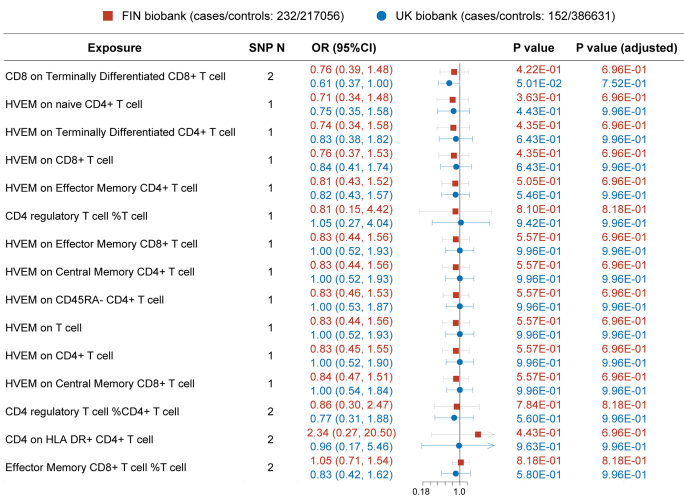 FIN biobank (cases/controls: 232/217056) UK biobank (cases/controls: 152/386631)
Exposure SNP N OR (95%CI) P value P value (adjusted)
CD8 on Terminally Differentiated CD8+ T cell 2 0.76 (0.39, 1.48) 4.22E-01 6.96E-01
0.61 (0.37, 1.00) 5.01E-02 7.52E-01
HVEM on naive CD4+ T cell 1 0.71 (0.34, 1.48) 3.63E-01 6.96E-01
0.75 (0.35, 1.58) 4.43E-01 9.96E-01
HVEM on Terminally Differentiated CD4+ T cell 1 0.74 (0.34, 1.58) 4.35E-01 6.96E-01
0.83 (0.38, 1.82) 6.43E-01 9.96E-01
HVEM on CD8+ T cell 1 0.76 (0.37, 1.53) 4.35E-01 6.96E-01
0.84 (0.41, 1.74) 6.43E-01 9.96E-01
HVEM on Effector Memory CD4+ T cell 1 0.81 (0.43, 1.52) 5.05E-01 6.96E-01
0.82 (0.43, 1.57) 5.46E-01 9.96E-01
CD4 regulatory T cell %T cell 1 0.81 (0.15, 4.42) 8.10E-01 8.18E-01
1.05 (0.27, 4.04) 9.42E-01 9.96E-01
HVEM on Effector Memory CD8+ T cell 1 0.83 (0.44, 1.56) 5.57E-01 6.96E-01
1.00 (0.52, 1.93) 9.96E-01 9.96E-01
HVEM on Central Memory CD4+ T cell 1 0.83 (0.44, 1.56) 5.57E-01 6.96E-01
1.00 (0.52, 1.93) 9.96E-01 9.96E-01
HVEM on CD45RA- CD4+ T cell 1 0.83 (0.46, 1.53) 5.57E-01 6.96E-01
1.00 (0.53, 1.87) 9.96E-01 9.96E-01
HVEM on T cell 1 0.83 (0.44, 1.56) 5.57E-01 6.96E-01
1.00 (0.52, 1.93) 9.96E-01 9.96E-01
HVEM on CD4+ T cell 1 0.83 (0.45, 1.55) 5.57E-01 6.96E-01
1.00 (0.52, 1.90) 9.96E-01 9.96E-01
HVEM on Central Memory CD8+ T cell 1 0.84 (0.47, 1.51) 5.57E-01 6.96E-01
1.00 (0.54, 1.84) 9.96E-01 9.96E-01
CD4 regulatory T cell %CD4+ T cell 2 0.86 (0.30, 2.47) 7.84E-01 8.18E-01
0.77 (0.31, 1.88) 5.60E-01 9.96E-01
CD4 on HLA DR+ CD4+ T cell 2 2.34 (0.27, 20.50) 4.43E-01 6.96E-01
0.96 (0.17, 5.46) 9.63E-01 9.96E-01
Effector Memory CD8+ T cell %T cell 2 1.05 (0.71, 1.54) 8.18E-01 8.18E-01
0.83 (0.42, 1.62) 5.80E-01 9.96E-01
0.18 1.0